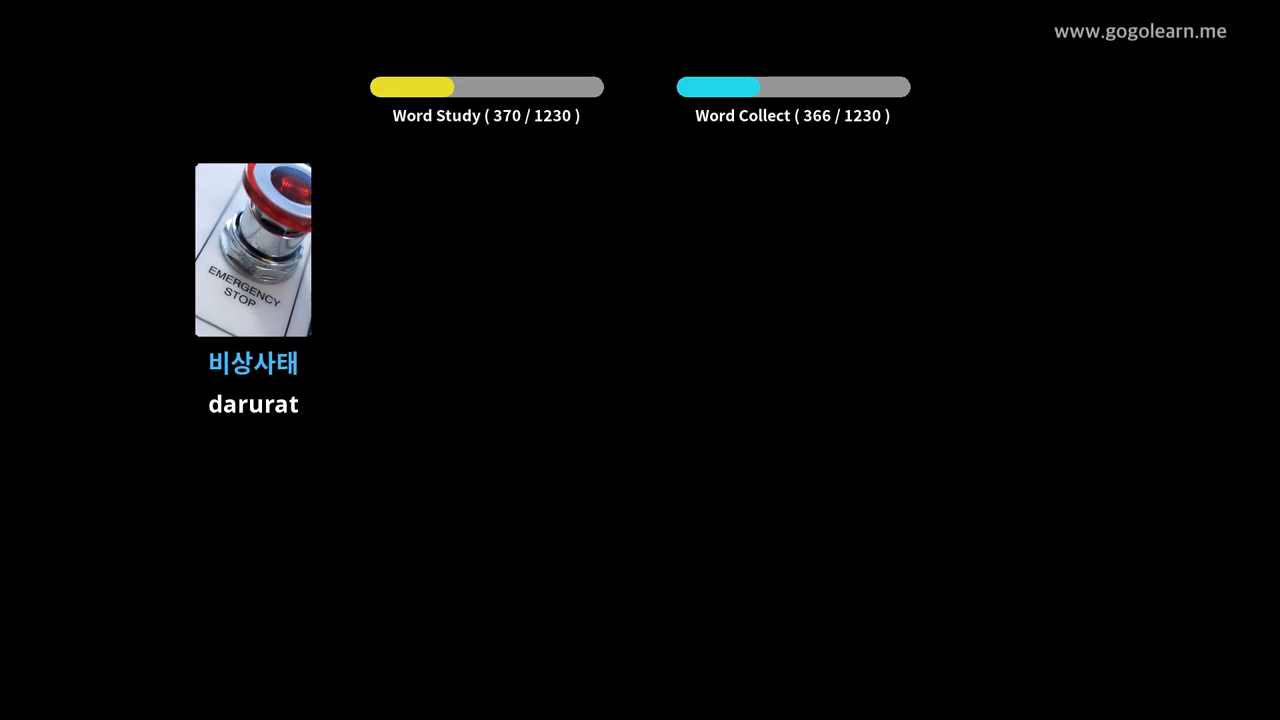 www.gogolearn.me
Word Study ( 370 / 1230 )
Word Collect ( 366 / 1230 )
EMERGENCY
STOP
비상사태
darurat